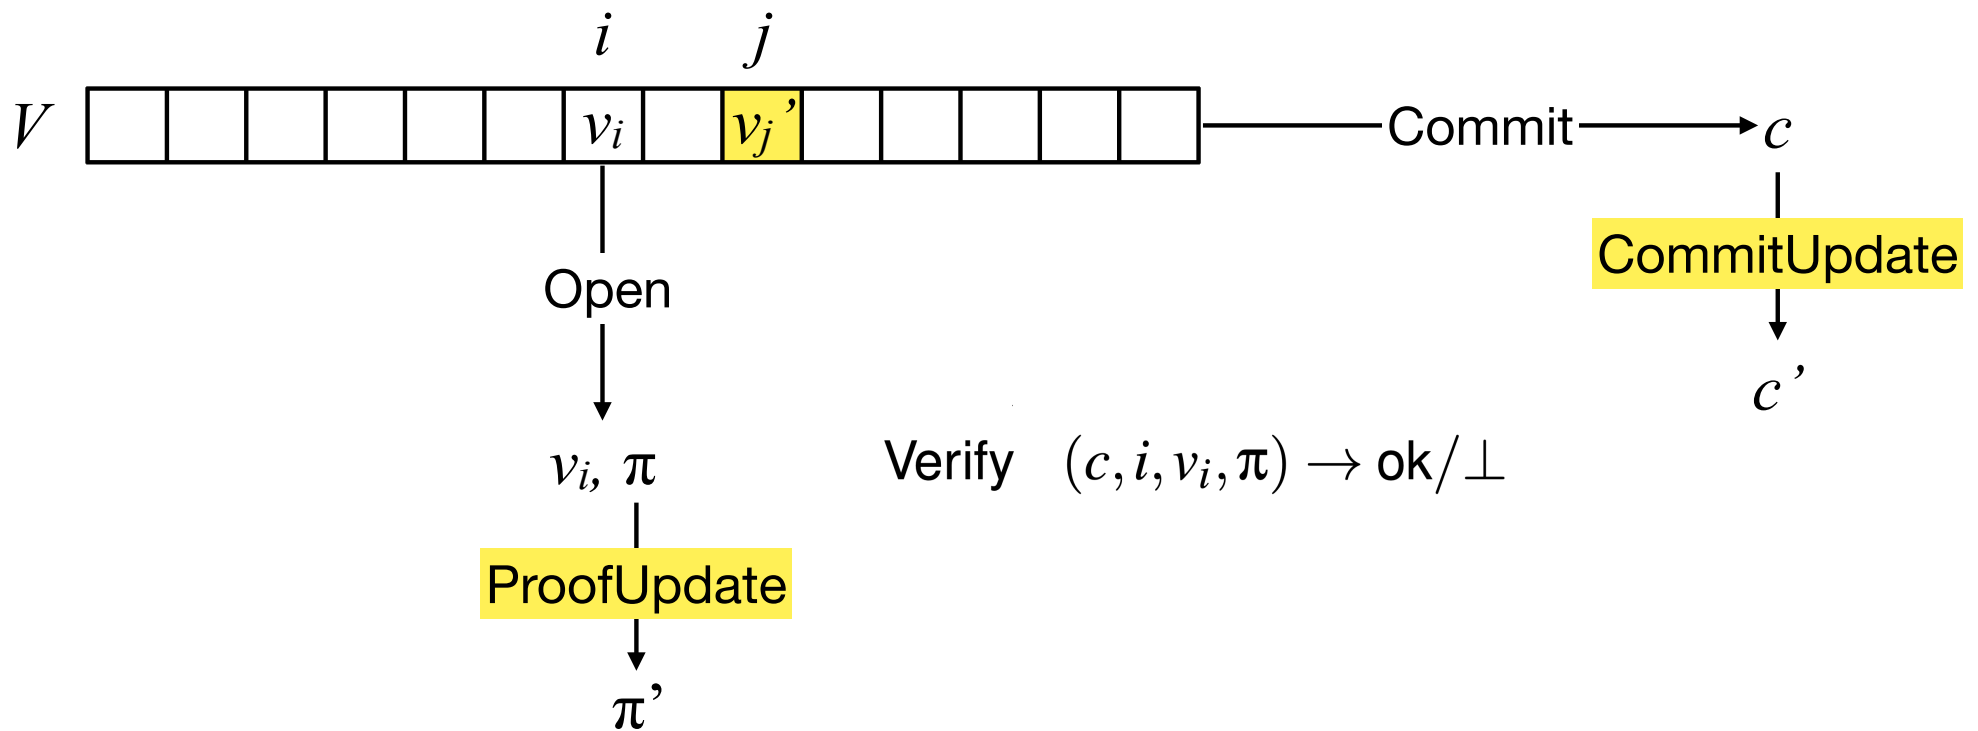 i j
V v_i v_j’ Commit c
CommitUpdate
Open
c’
v_i, π Verify (c, i, v_i, π) → ok/⊥
ProofUpdate
π’